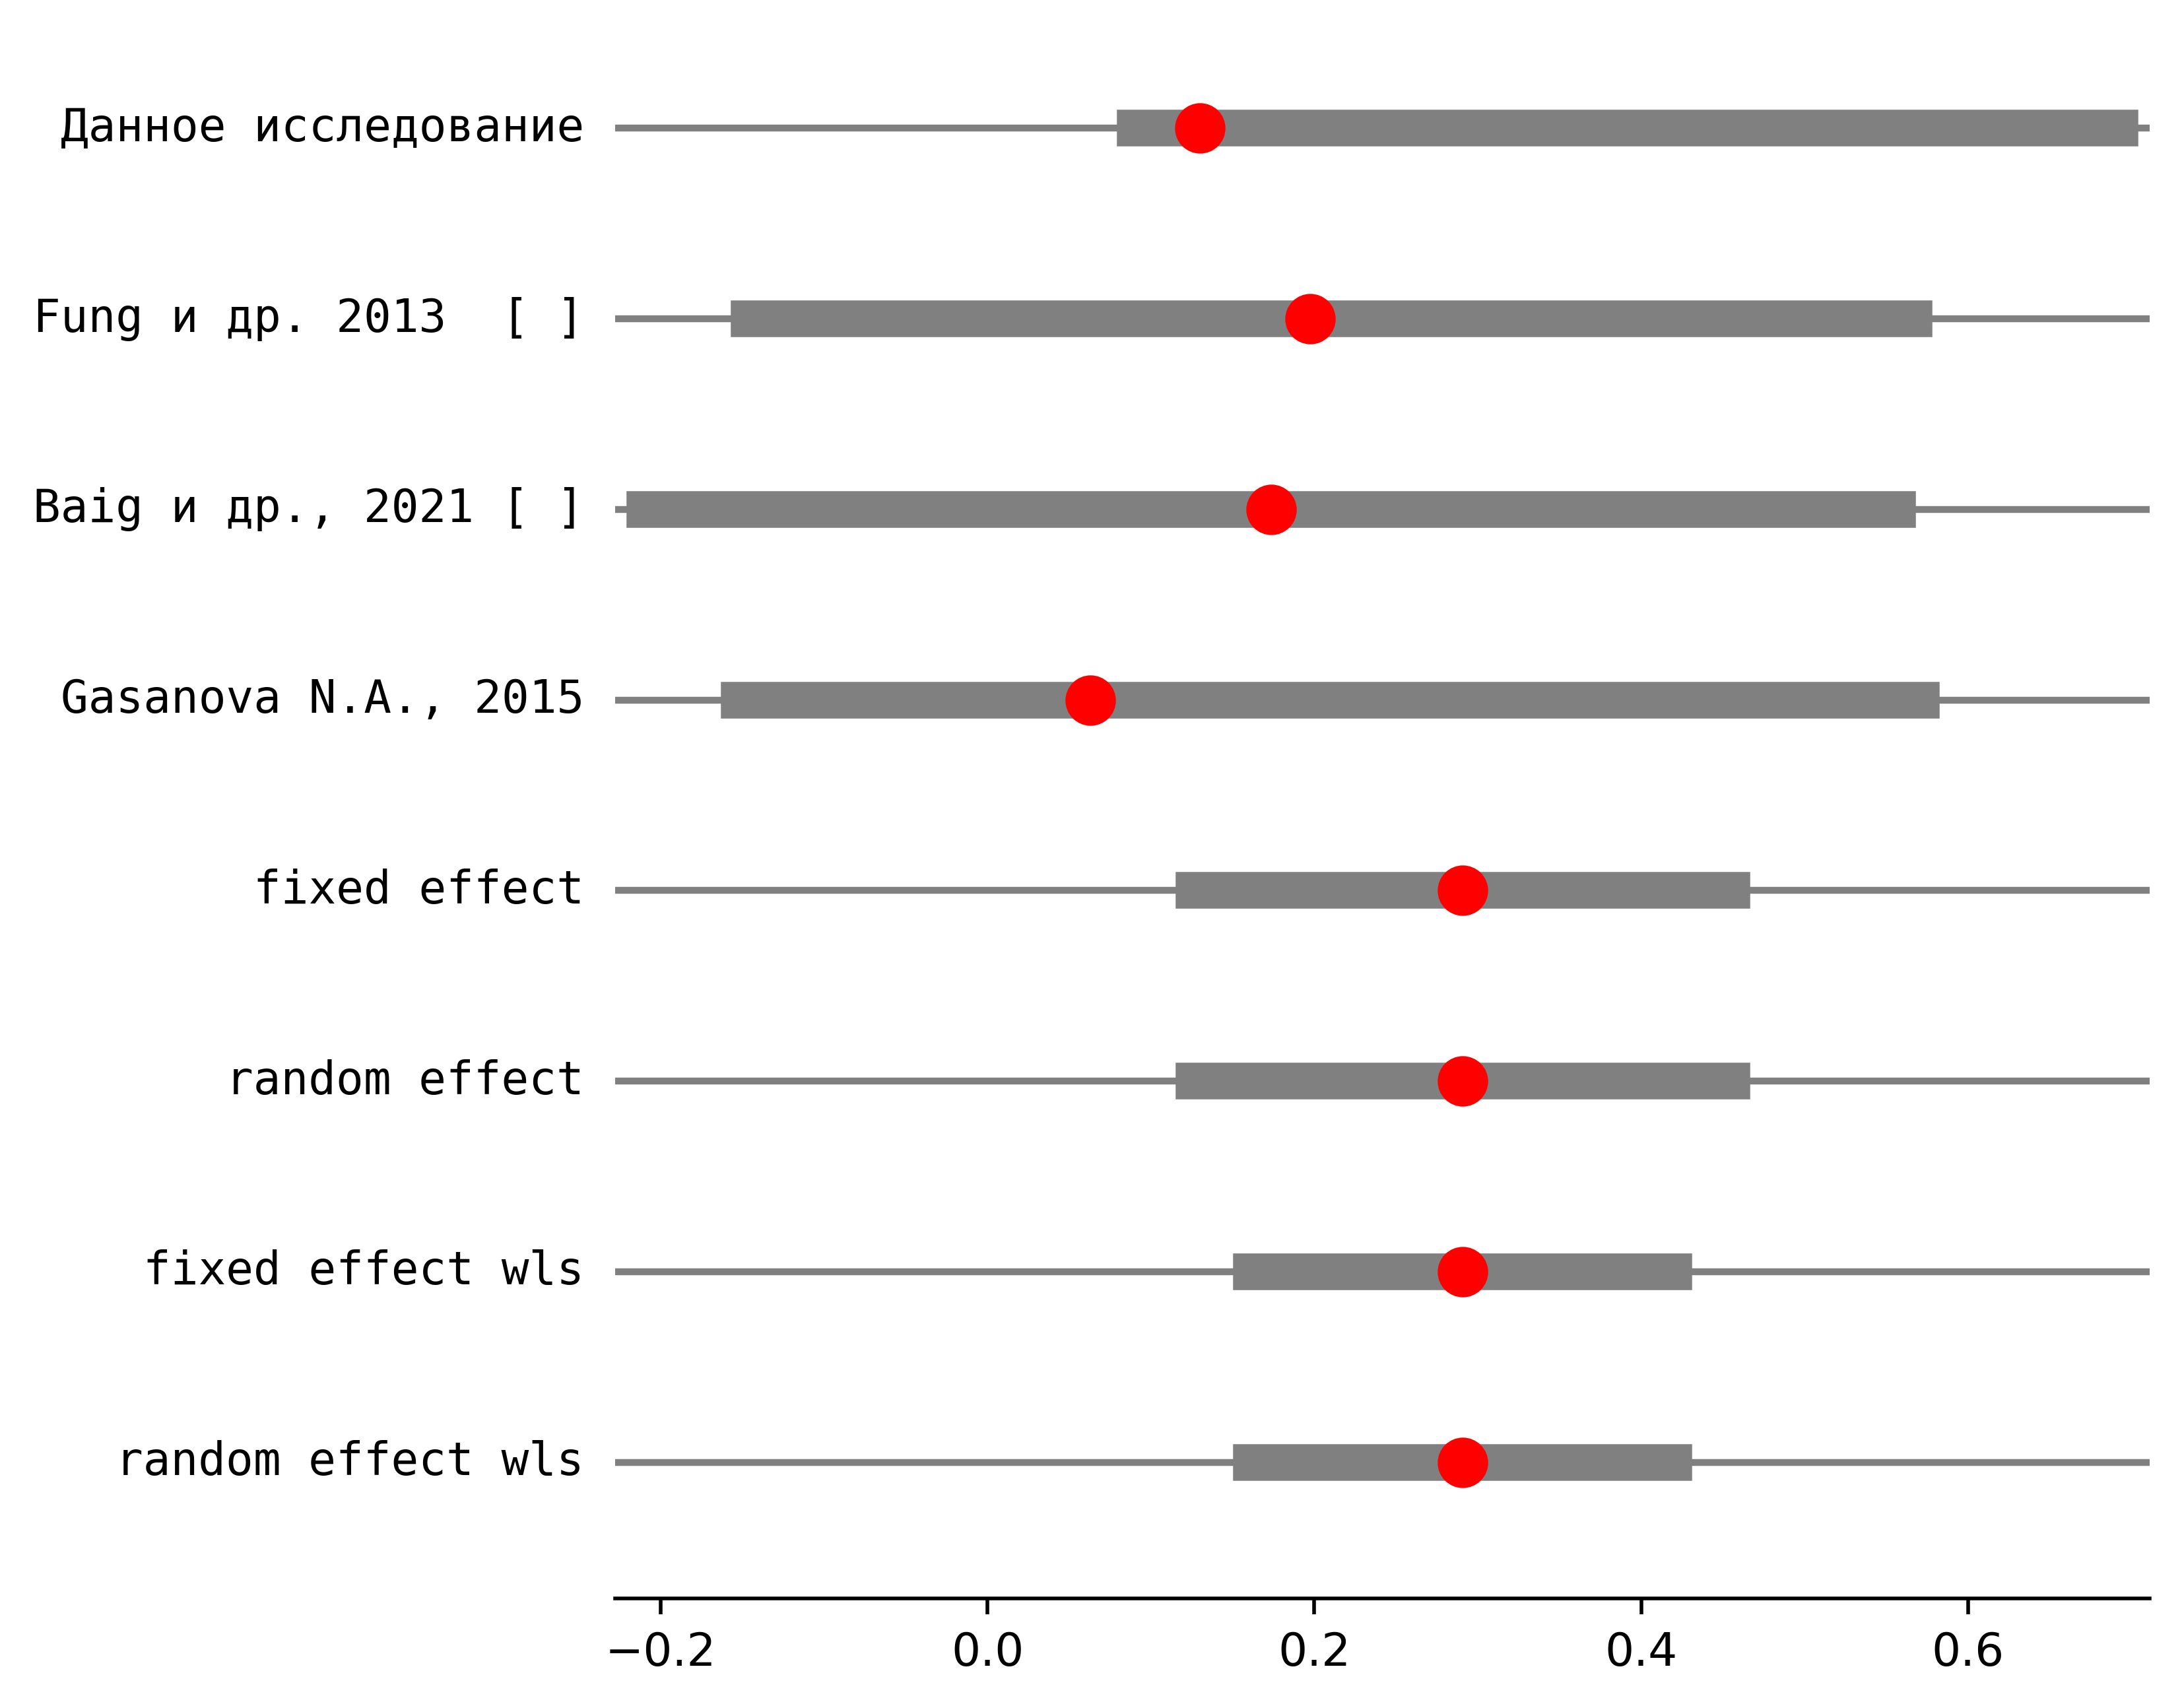 Данное исследование
Fung и др. 2013  [ ]
Baig и др., 2021 [ ]
Gasanova N.A., 2015
fixed effect
random effect
fixed effect wls
random effect wls
−0.2 0.0 0.2 0.4 0.6